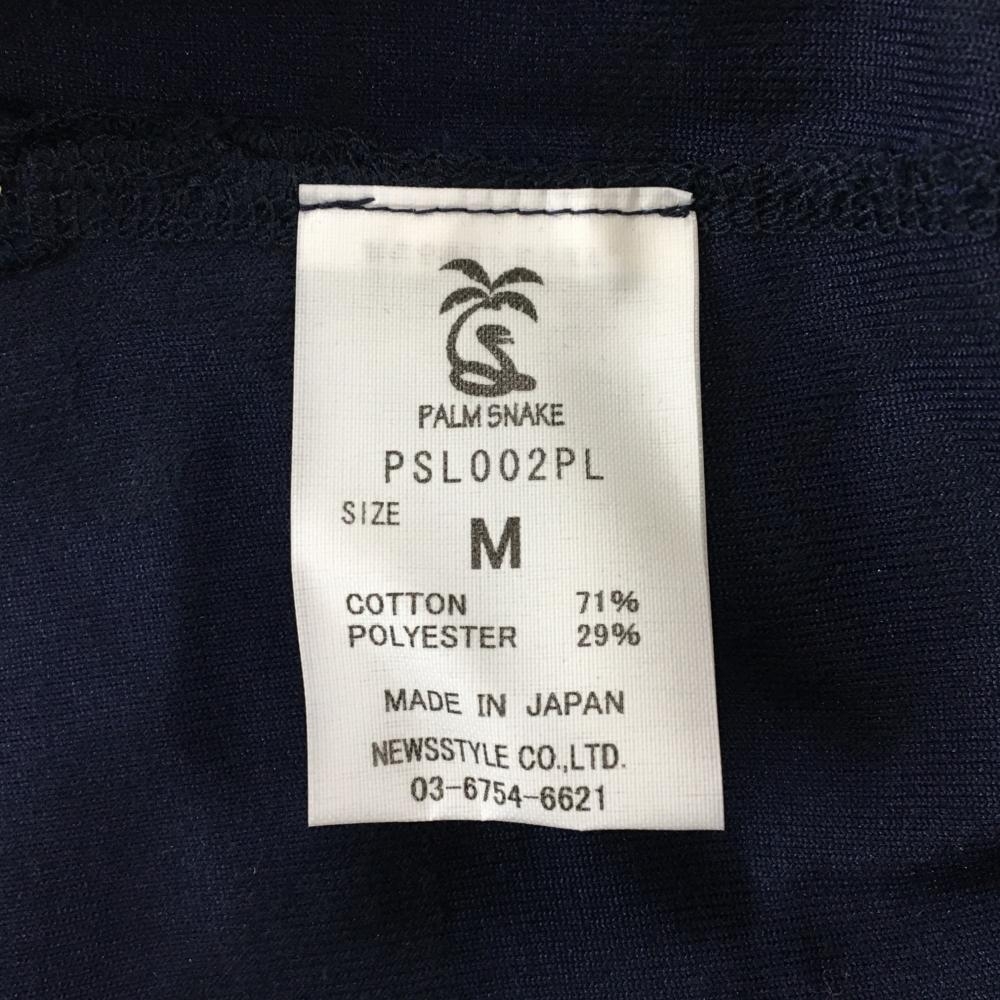 PALM SNAKE
PSL002PL
SIZE
M
COTTON 71%
POLYESTER 29%
MADE IN JAPAN
NEWSSTYLE CO.,LTD.
03-6754-6621